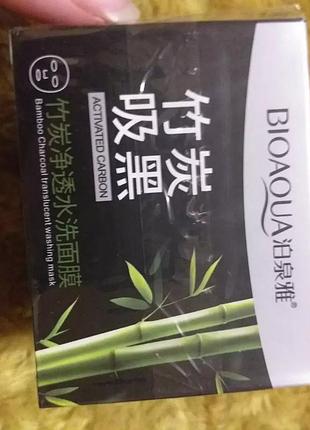 BIOAQUA泊泉雅®
竹炭
吸黑
ACTIVATED CARBON
竹炭净透水洗面膜
Bamboo Charcoal translucent washing mask